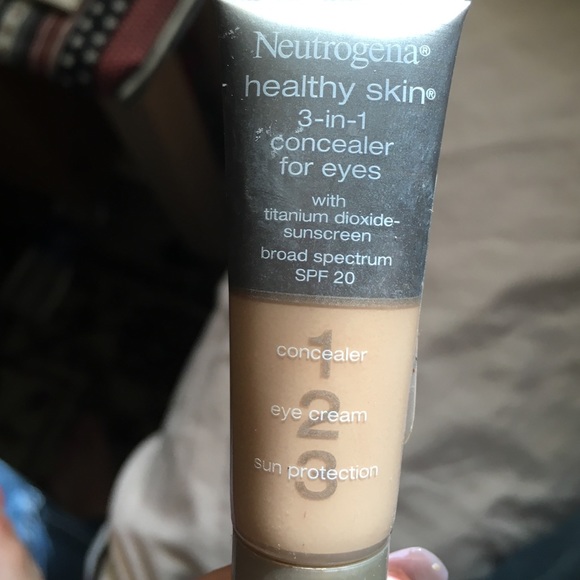 Neutrogena®
healthy skin®
3-in-1
concealer
for eyes
with
titanium dioxide-
sunscreen
broad spectrum
SPF 20
1
concealer
2
eye cream
3
sun protection